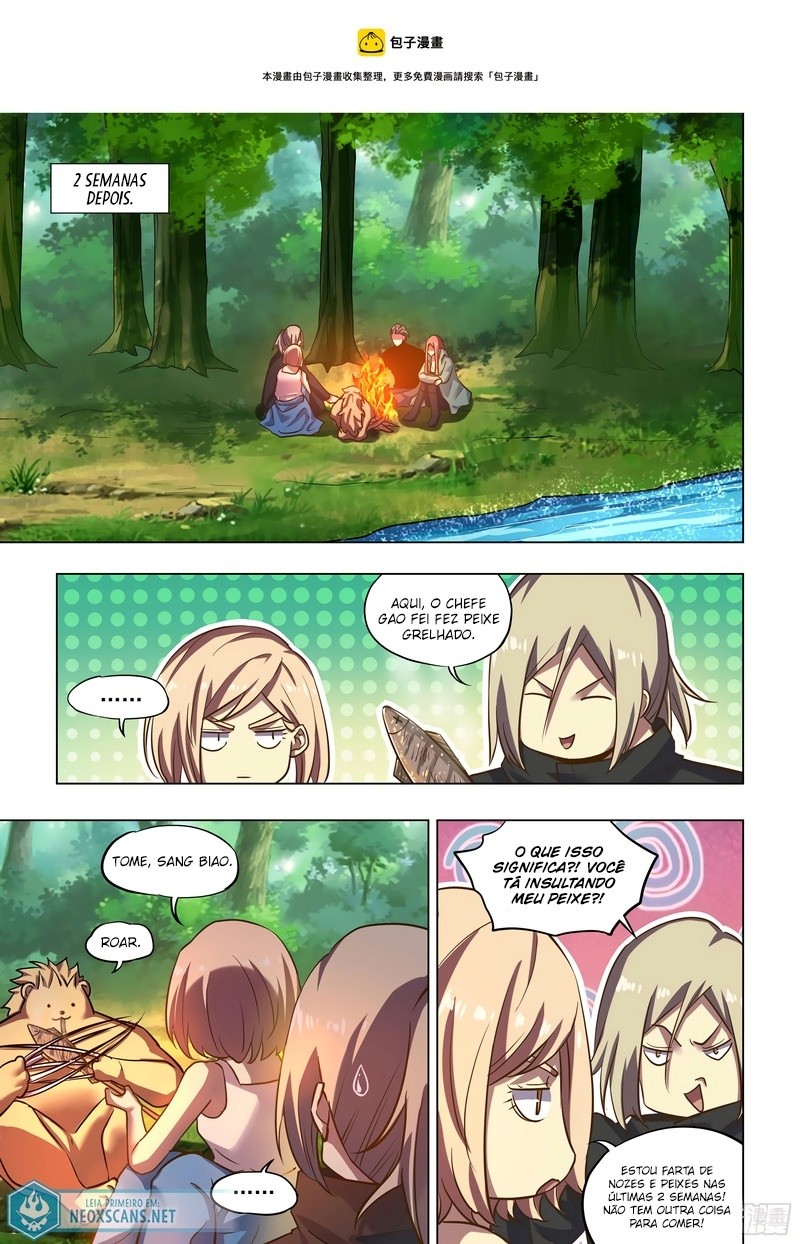 包子漫畫
本漫畫由包子漫畫收集整理，更多免費漫畫請搜索「包子漫畫」
2 SEMANAS
DEPOIS.
AQUI, O CHEFE
GAO FEI FEZ PEIXE
GRELHADO.
......
TOME, SANG BIAO.
ROAR.
......
O QUE ISSO
SIGNIFICA?! VOCÊ
TÁ INSULTANDO
MEU PEIXE?!
ESTOU FARTA DE
NOZES E PEIXES NAS
ÚLTIMAS 2 SEMANAS!
NÃO TEM OUTRA COISA
PARA COMER!
LEIA PRIMEIRO EM:
NEOXSCANS.NET